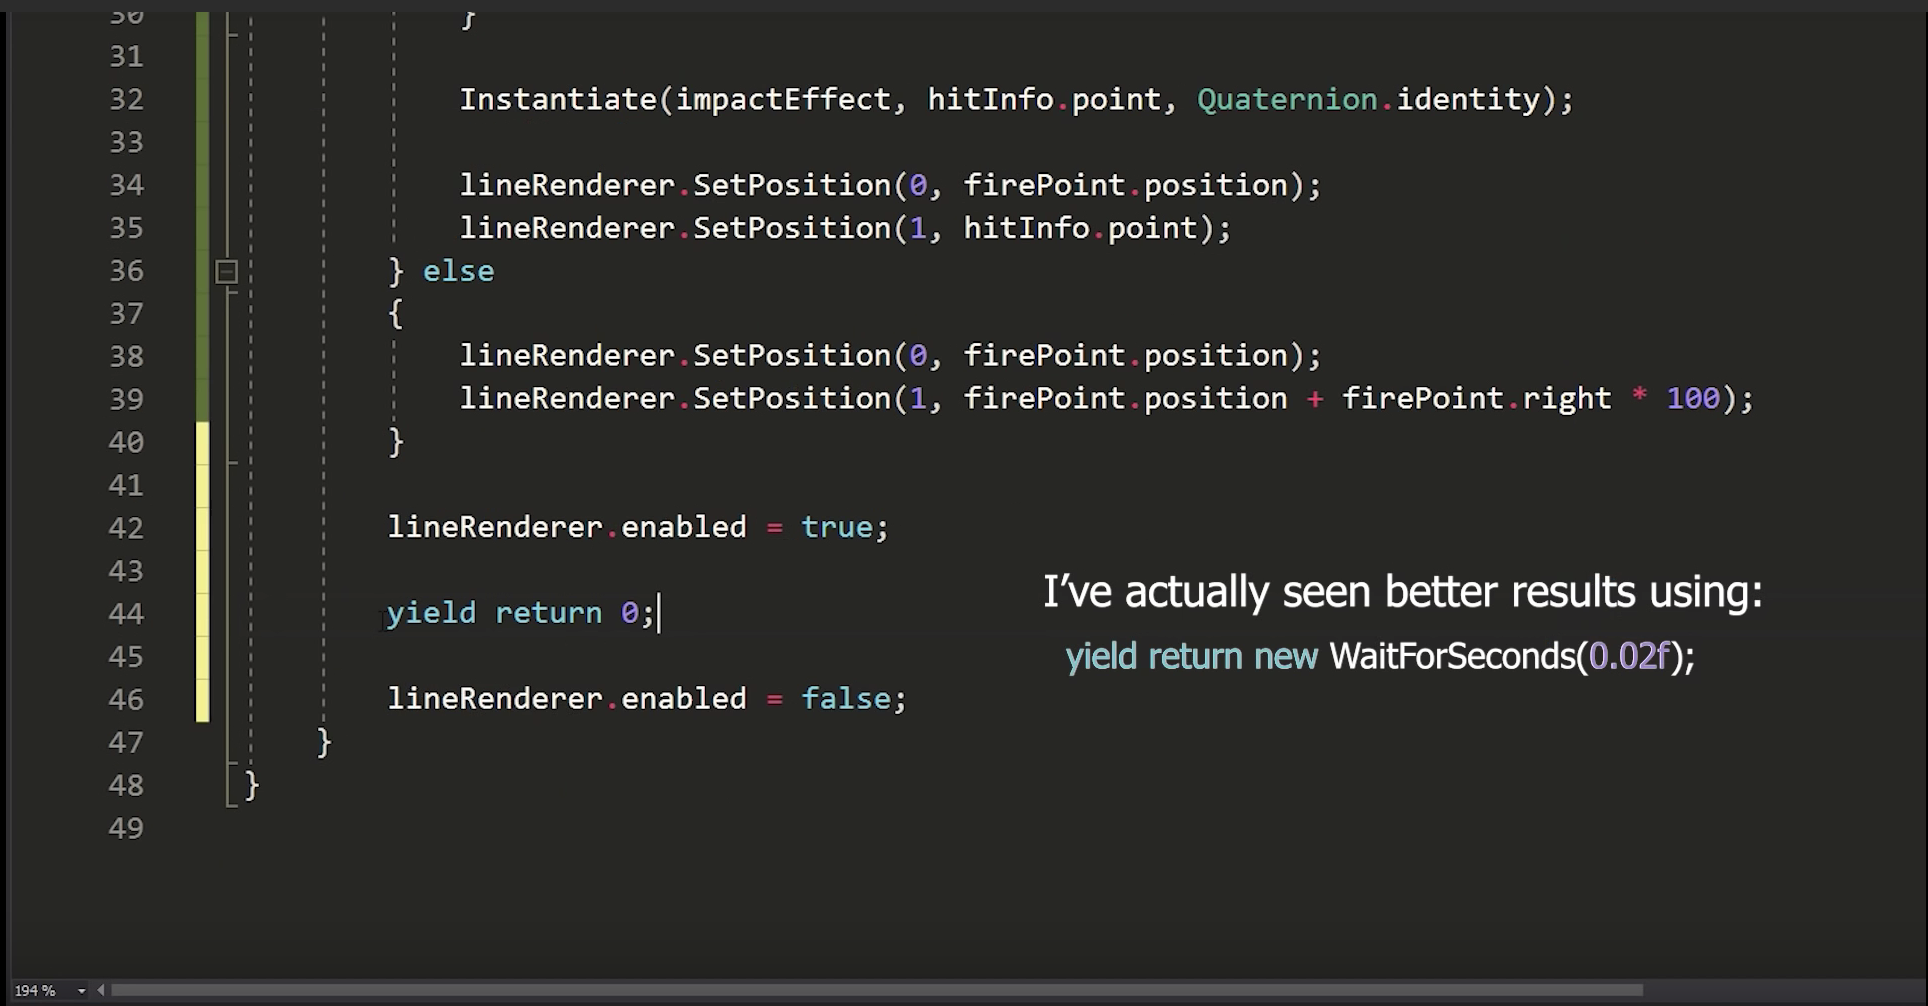 30 }
31
32 Instantiate(impactEffect, hitInfo.point, Quaternion.identity);
33
34 lineRenderer.SetPosition(0, firePoint.position);
35 lineRenderer.SetPosition(1, hitInfo.point);
36 } else
37 {
38 lineRenderer.SetPosition(0, firePoint.position);
39 lineRenderer.SetPosition(1, firePoint.position + firePoint.right * 100);
40 }
41
42 lineRenderer.enabled = true;
43
44 yield return 0;
45
46 lineRenderer.enabled = false;
47 }
48 }
49
I've actually seen better results using:
yield return new WaitForSeconds(0.02f);
194 %